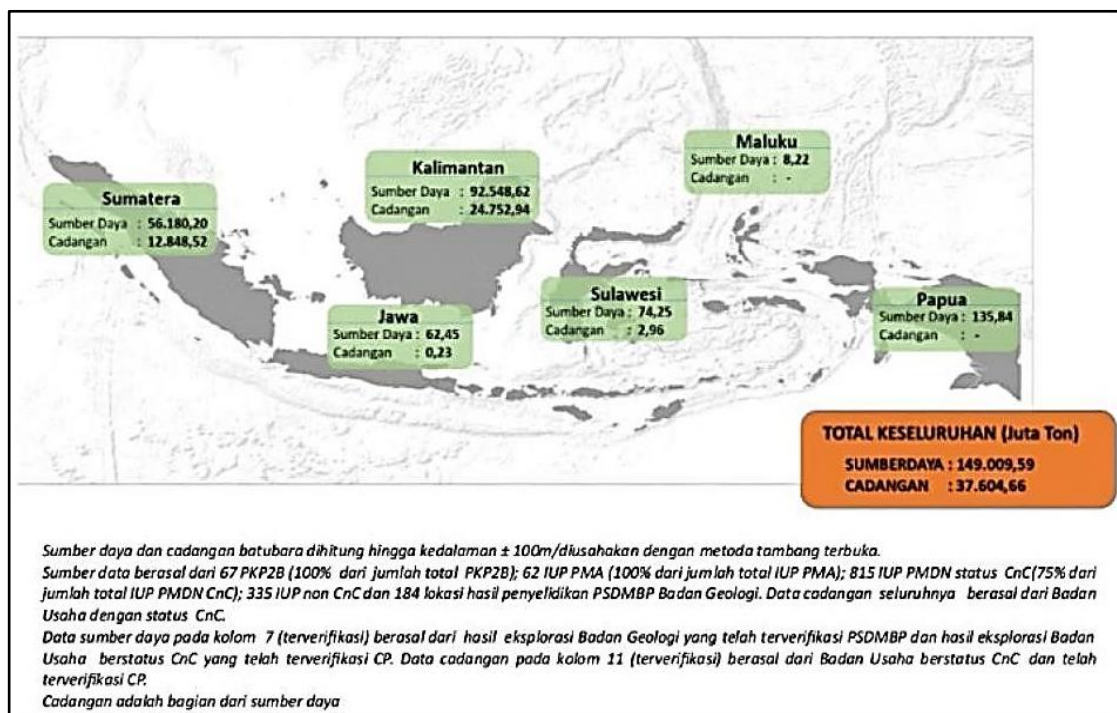 Maluku
Sumber Daya : 8,22
Cadangan : -
Kalimantan
Sumber Daya : 92.548,62
Cadangan : 24.752,94
Sumatera
Sumber Daya : 56.180,20
Cadangan : 12.848,52
Sulawesi
Sumber Daya : 74,25
Cadangan : 2,96
Papua
Sumber Daya : 135,84
Cadangan : -
Jawa
Sumber Daya : 62,45
Cadangan : 0,23
TOTAL KESELURUHAN (Juta Ton)
SUMBERDAYA : 149.009,59
CADANGAN : 37.604,66
Sumber daya dan cadangan batubara dihitung hingga kedalaman ± 100m/diusahakan dengan metoda tambang terbuka.
Sumber data berasal dari 67 PKP2B (100% dari jumlah total PKP2B); 62 IUP PMA (100% dari jumlah total IUP PMA); 815 IUP PMDN status CnC(75% dari
jumlah total IUP PMDN CnC); 335 IUP non CnC dan 184 lokasi hasil penyelidikan PSDMBP Badan Geologi. Data cadangan seluruhnya berasal dari Badan
Usaha dengan status CnC.
Data sumber daya pada kolom 7 (terverifikasi) berasal dari hasil eksplorasi Badan Geologi yang telah terverifikasi PSDMBP dan hasil eksplorasi Badan
Usaha berstatus CnC yang telah terverifikasi CP. Data cadangan pada kolom 11 (terverifikasi) berasal dari Badan Usaha berstatus CnC dan telah
terverifikasi CP.
Cadangan adalah bagian dari sumber daya